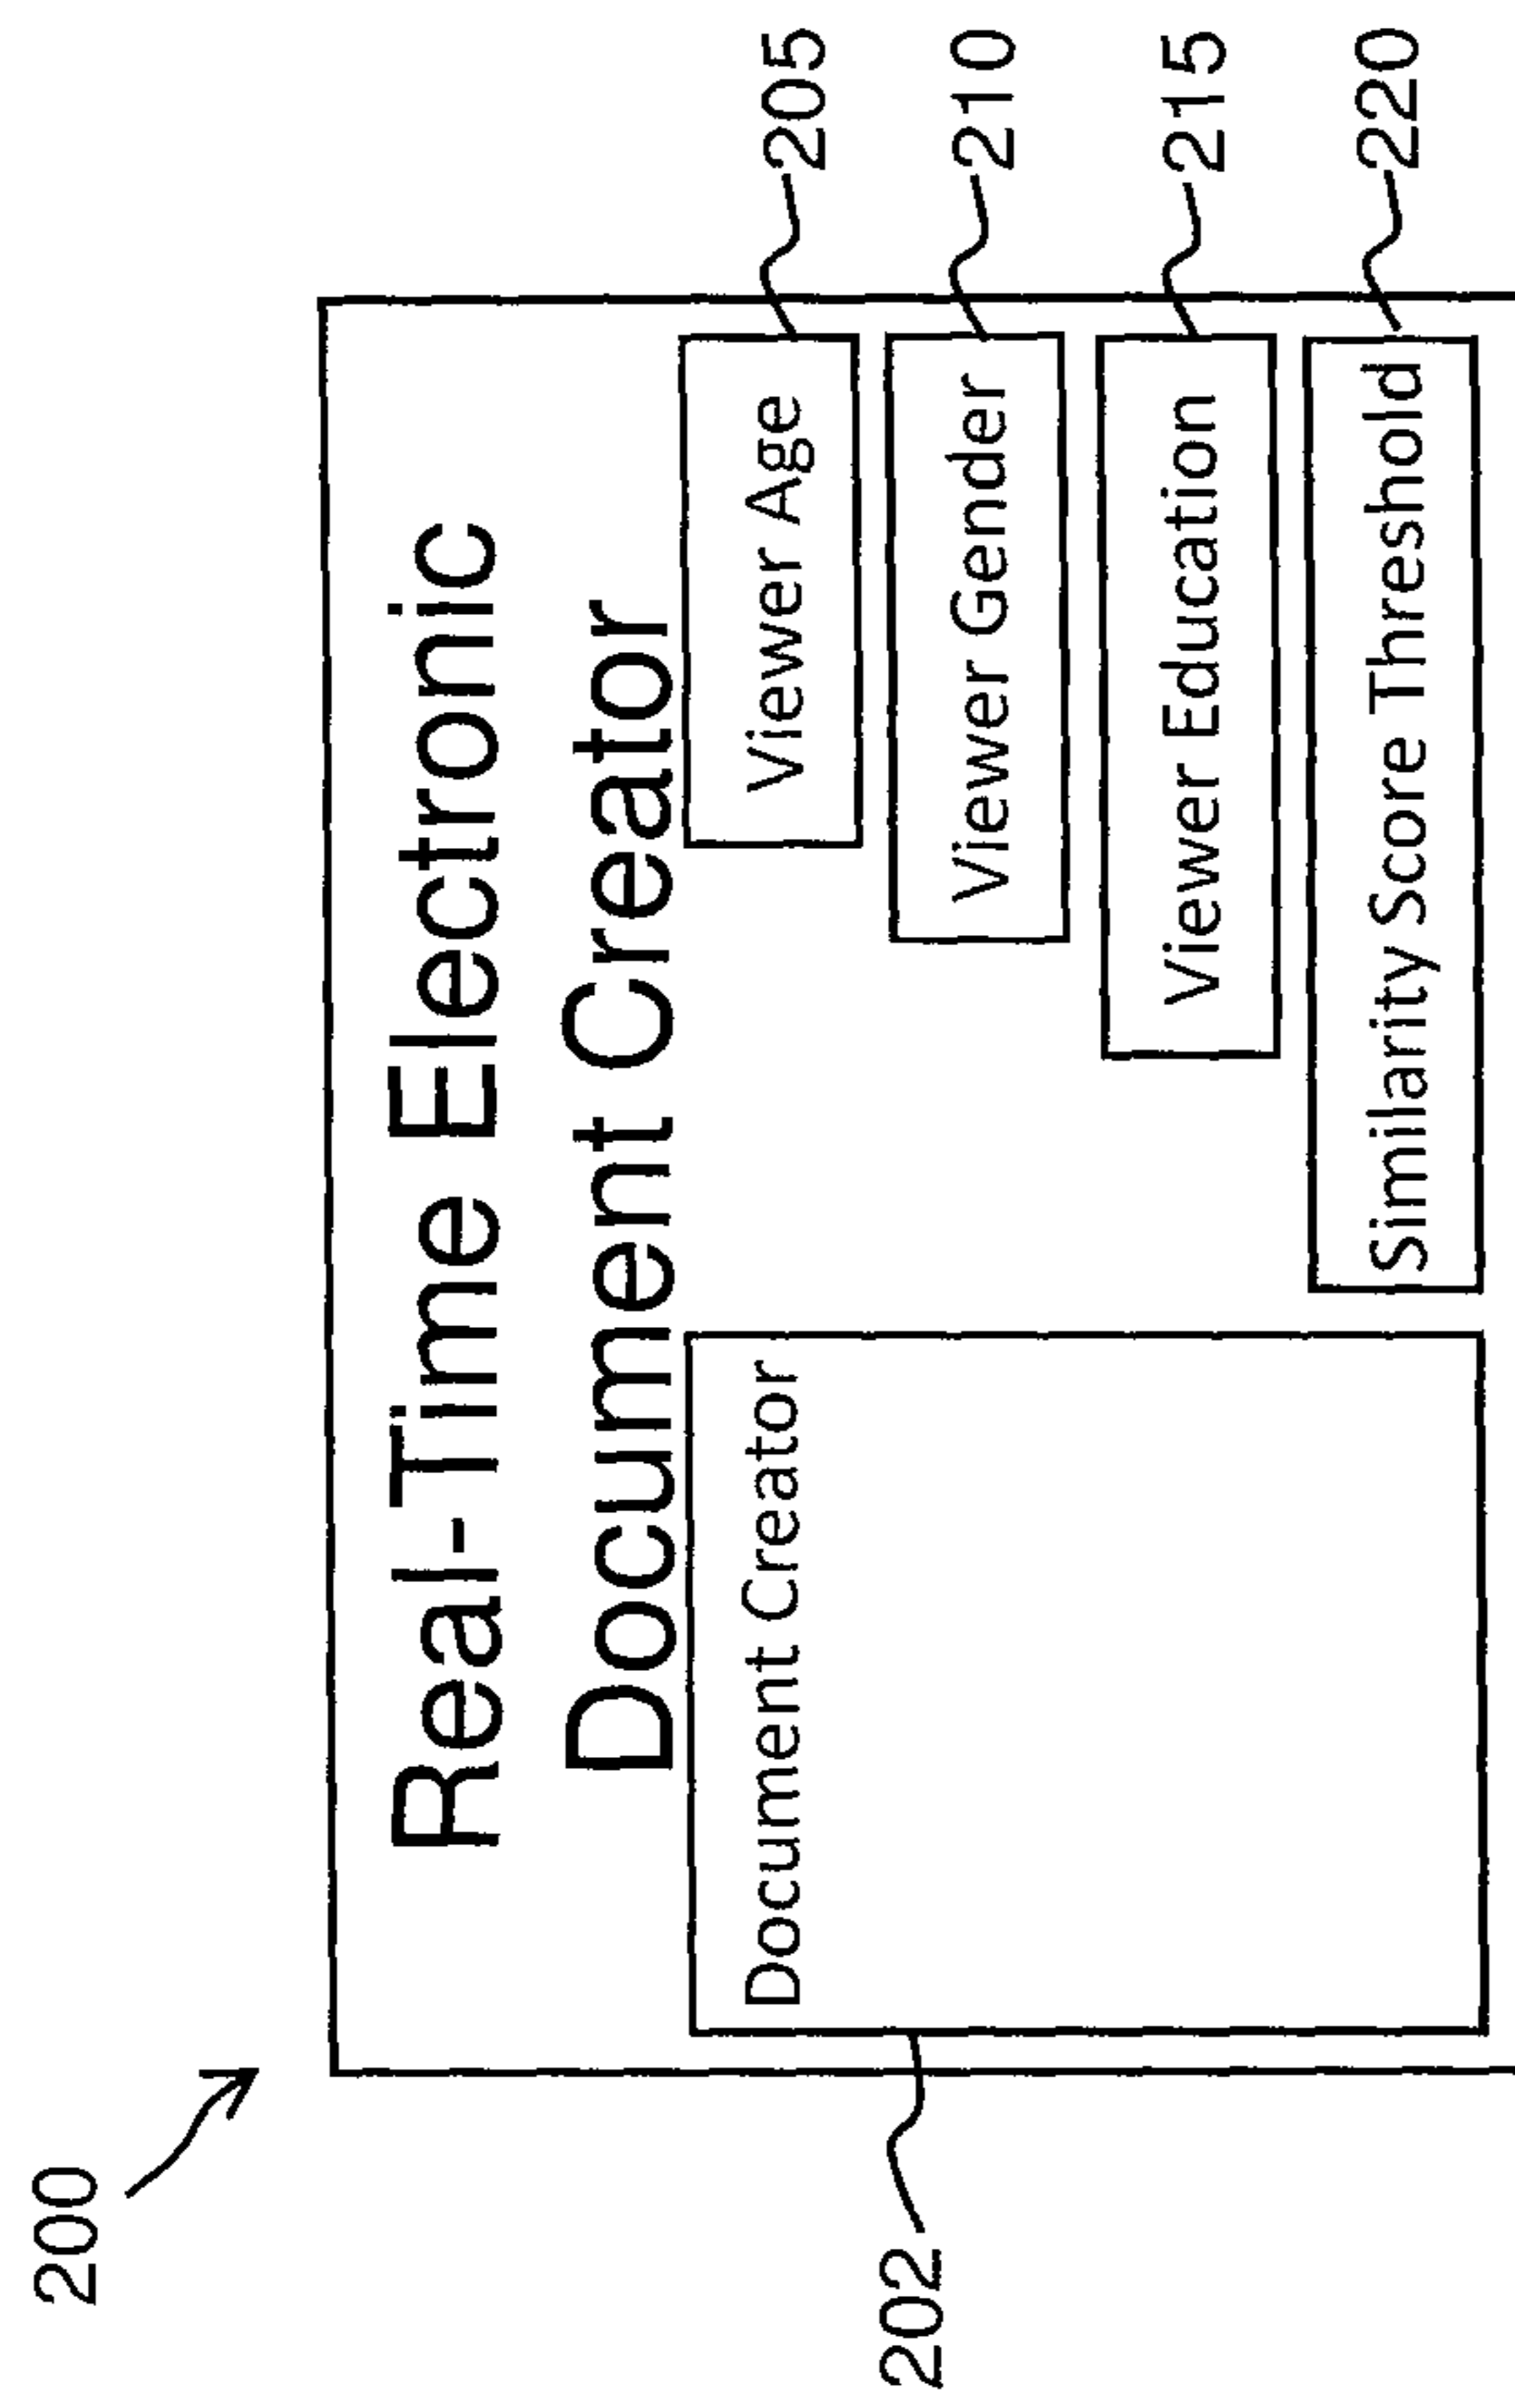 200
Real-Time Electronic
Document Creator
202
Document Creator
Viewer Age
205
Viewer Gender
210
Viewer Education
215
Similarity Score Threshold
220